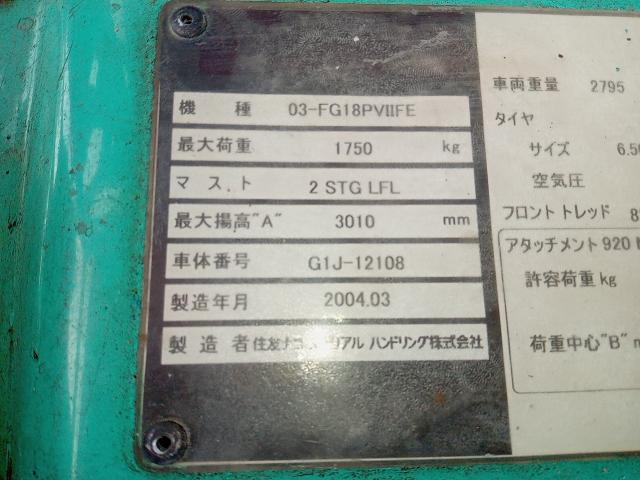 機 種 03-FG18PVIIFE
最大荷重 1750 kg
マスト 2 STG LFL
最大揚高"A" 3010 mm
車体番号 G1J-12108
製造年月 2004.03
製造者 住友ナコ リアル ハンドリング株式会社
車両重量 2795
タイヤ
サイズ 6.50
空気圧
フロントトレッド 8
アタッチメント 920
許容荷重 kg
荷重中心"B"